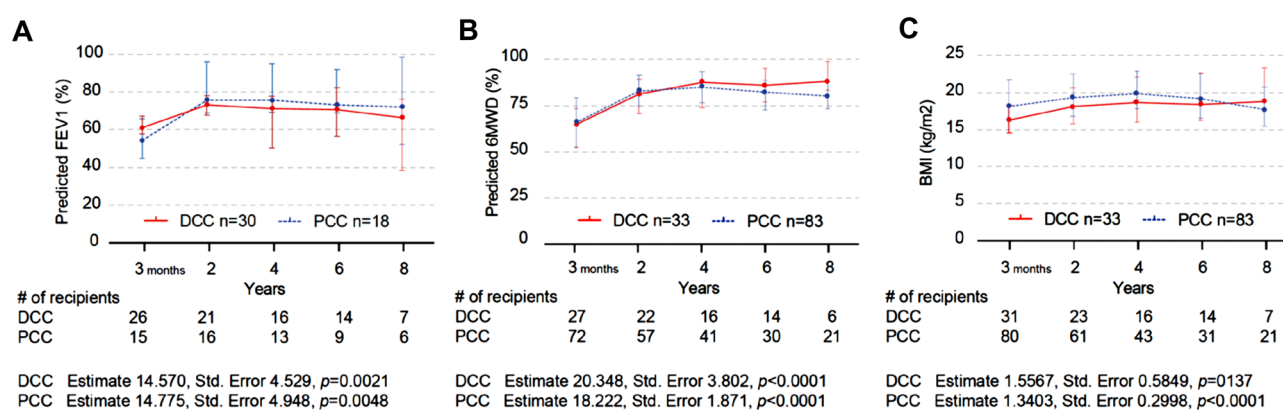 A
Predicted FEV1 (%)
100
80
60
40
20
0
DCC n=30 PCC n=18
3 months 2 4 6 8
Years
# of recipients
DCC 26 21 16 14 7
PCC 15 16 13 9 6
DCC Estimate 14.570, Std. Error 4.529, p=0.0021
PCC Estimate 14.775, Std. Error 4.948, p=0.0048
B
Predicted 6MWD (%)
100
75
50
25
0
DCC n=33 PCC n=83
3 months 2 4 6 8
Years
# of recipients
DCC 27 22 16 14 6
PCC 72 57 41 30 21
DCC Estimate 20.348, Std. Error 3.802, p<0.0001
PCC Estimate 18.222, Std. Error 1.871, p<0.0001
C
BMI (kg/m2)
25
20
15
10
5
0
DCC n=33 PCC n=83
3 months 2 4 6 8
Years
# of recipients
DCC 31 23 16 14 7
PCC 80 61 43 31 21
DCC Estimate 1.5567, Std. Error 0.5849, p=0137
PCC Estimate 1.3403, Std. Error 0.2998, p<0.0001